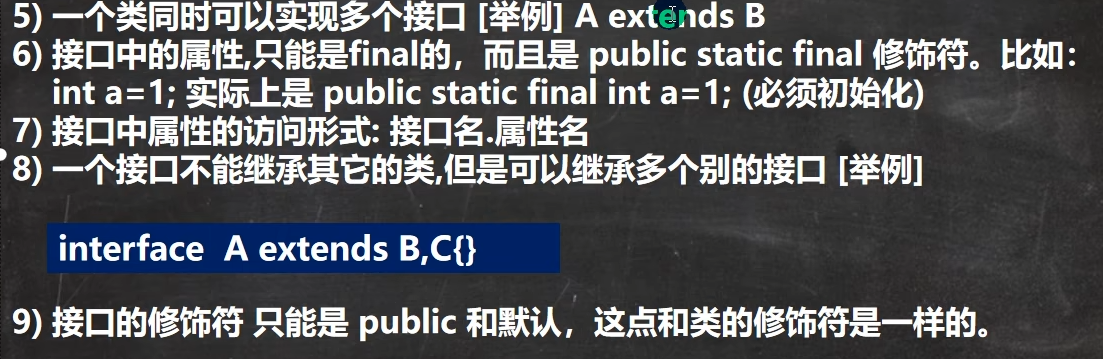 5) 一个类同时可以实现多个接口 [举例] A extends B
6) 接口中的属性,只能是final的，而且是 public static final 修饰符。比如：
int a=1; 实际上是 public static final int a=1; (必须初始化)
7) 接口中属性的访问形式: 接口名.属性名
8) 一个接口不能继承其它的类,但是可以继承多个别的接口 [举例]
interface A extends B,C{}
9) 接口的修饰符 只能是 public 和默认，这点和类的修饰符是一样的。